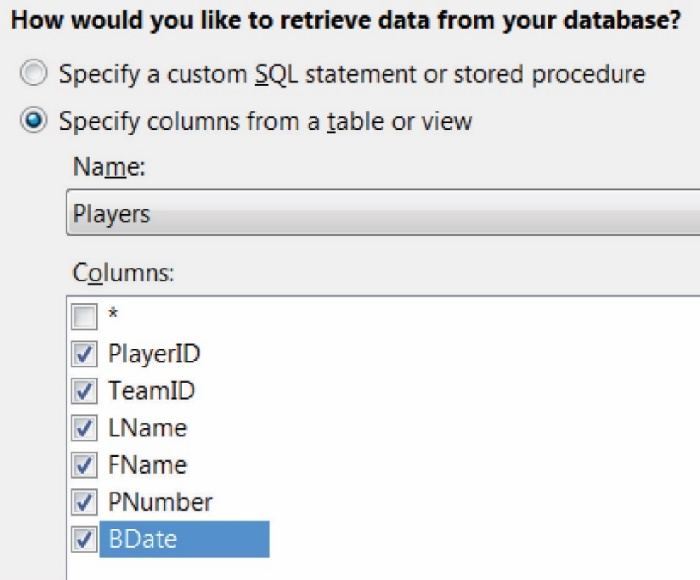 How would you like to retrieve data from your database?
Specify a custom SQL statement or stored procedure
Specify columns from a table or view
Name:
Players
Columns:
*
PlayerID
TeamID
LName
FName
PNumber
BDate